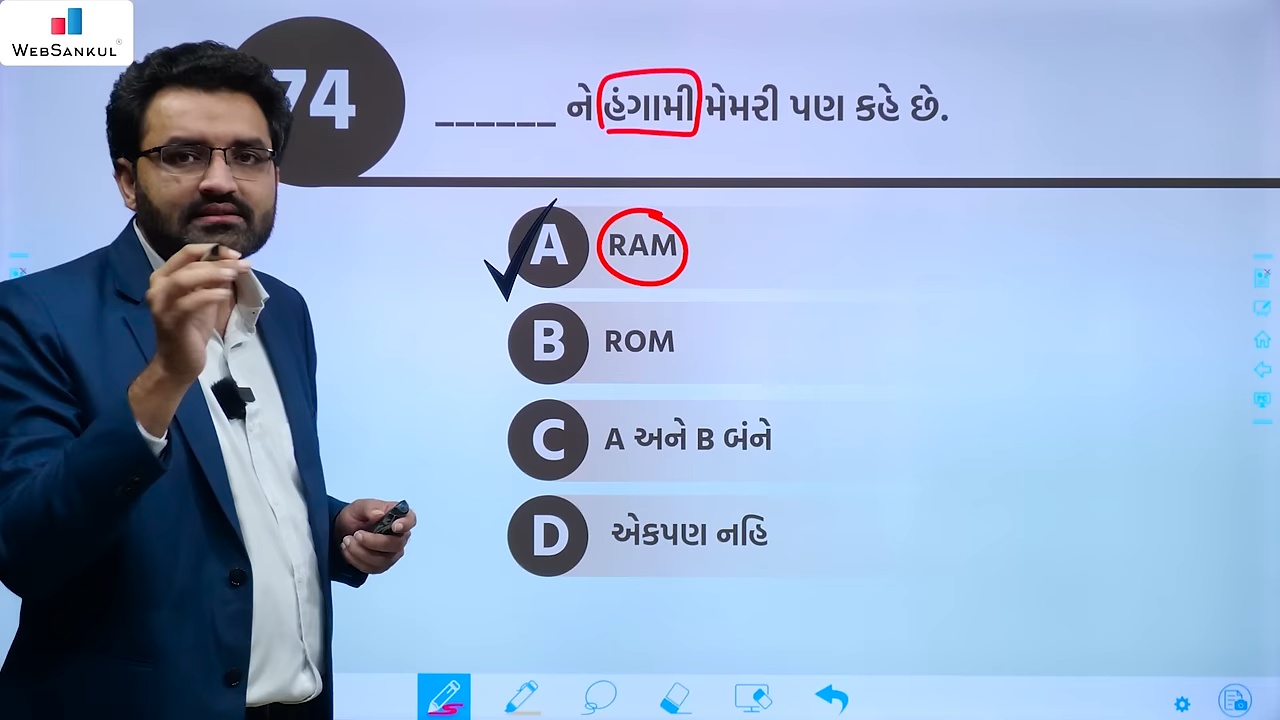 WEBSANKUL
74
______ ને હંગામી મેમરી પણ કહે છે.
A RAM
B ROM
C A અને B બંને
D એકપણ નહિ